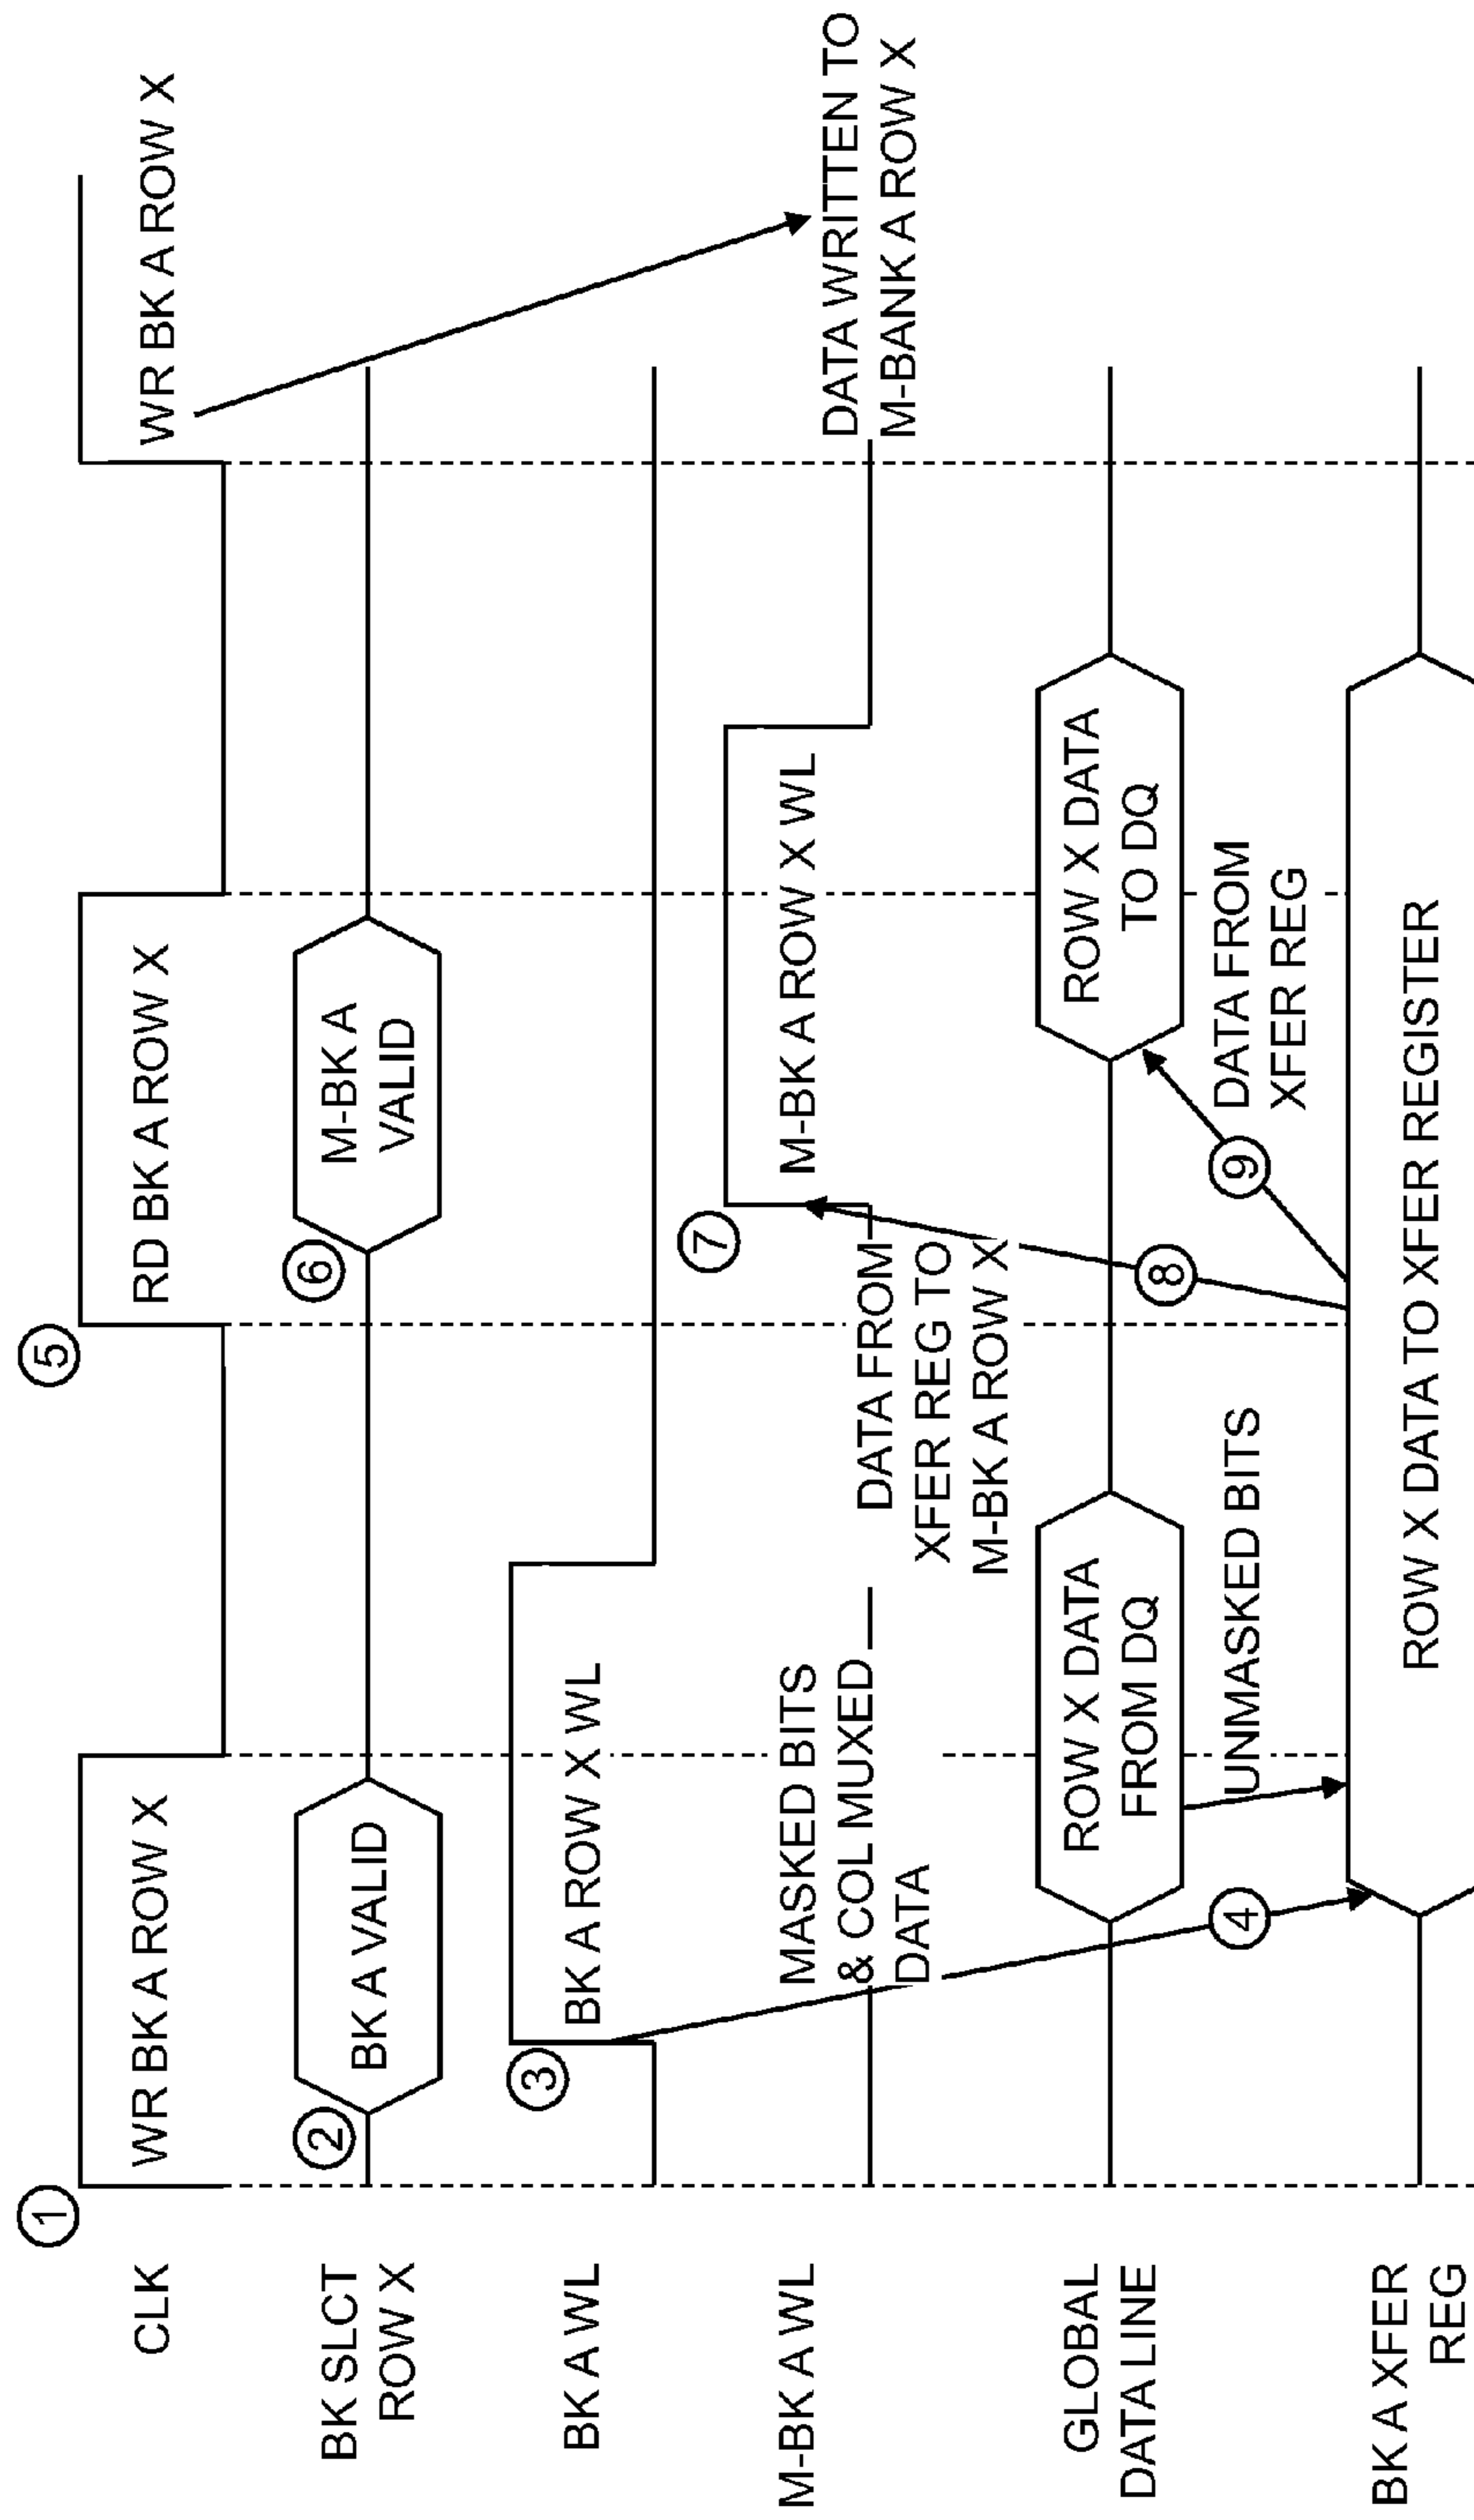 1
5
CLK
WR BK A ROW X
RD BK A ROW X
WR BK A ROW X
2
6
BK SLCT
ROW X
BK A VALID
M-BK A
VALID
3
BK A WL
BK A ROW X WL
7
M-BK A WL
MASKED BITS
& COL MUXED
DATA
M-BK A ROW X WL
DATA FROM
XFER REG TO
M-BK A ROW X
DATA WRITTEN TO
M-BANK A ROW X
GLOBAL
DATA LINE
ROW X DATA
FROM DQ
ROW X DATA
TO DQ
8
4
UNMASKED BITS
9
DATA FROM
XFER REG
BK A XFER
REG
ROW X DATA TO XFER REGISTER